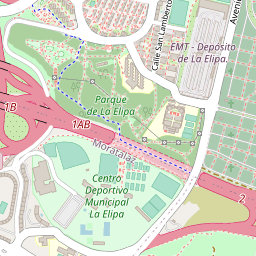 Calle San Lamberto
Avenid
EMT - Depósito
de La Elipa.
Parque
de La Elipa
1B
1AB
Moratalaz
Centro
Deportivo
Municipal
La Elipa
2